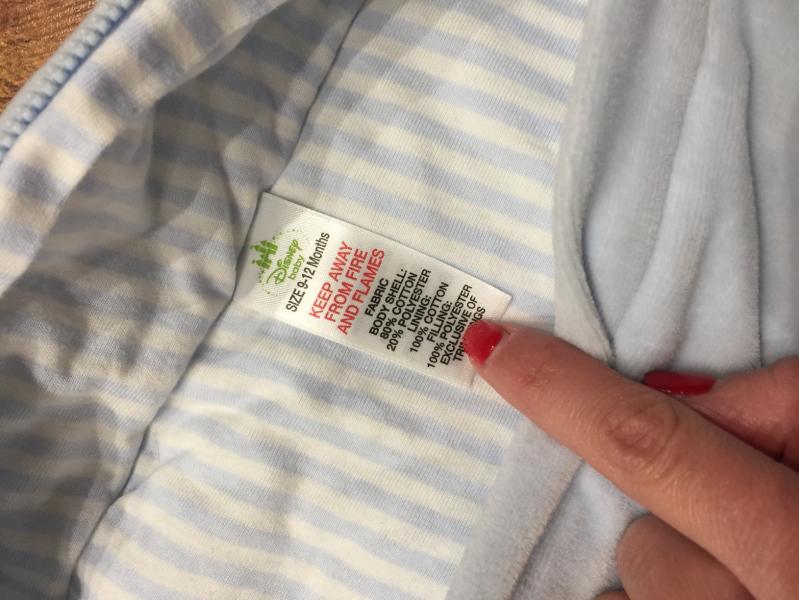 Disney
baby
SIZE 9-12 Months
KEEP AWAY
FROM FIRE
AND FLAMES
FABRIC
BODY SHELL:
80% COTTON
20% POLYESTER
LINING:
100% COTTON
FILLING:
100% POLYESTER
EXCLUSIVE OF